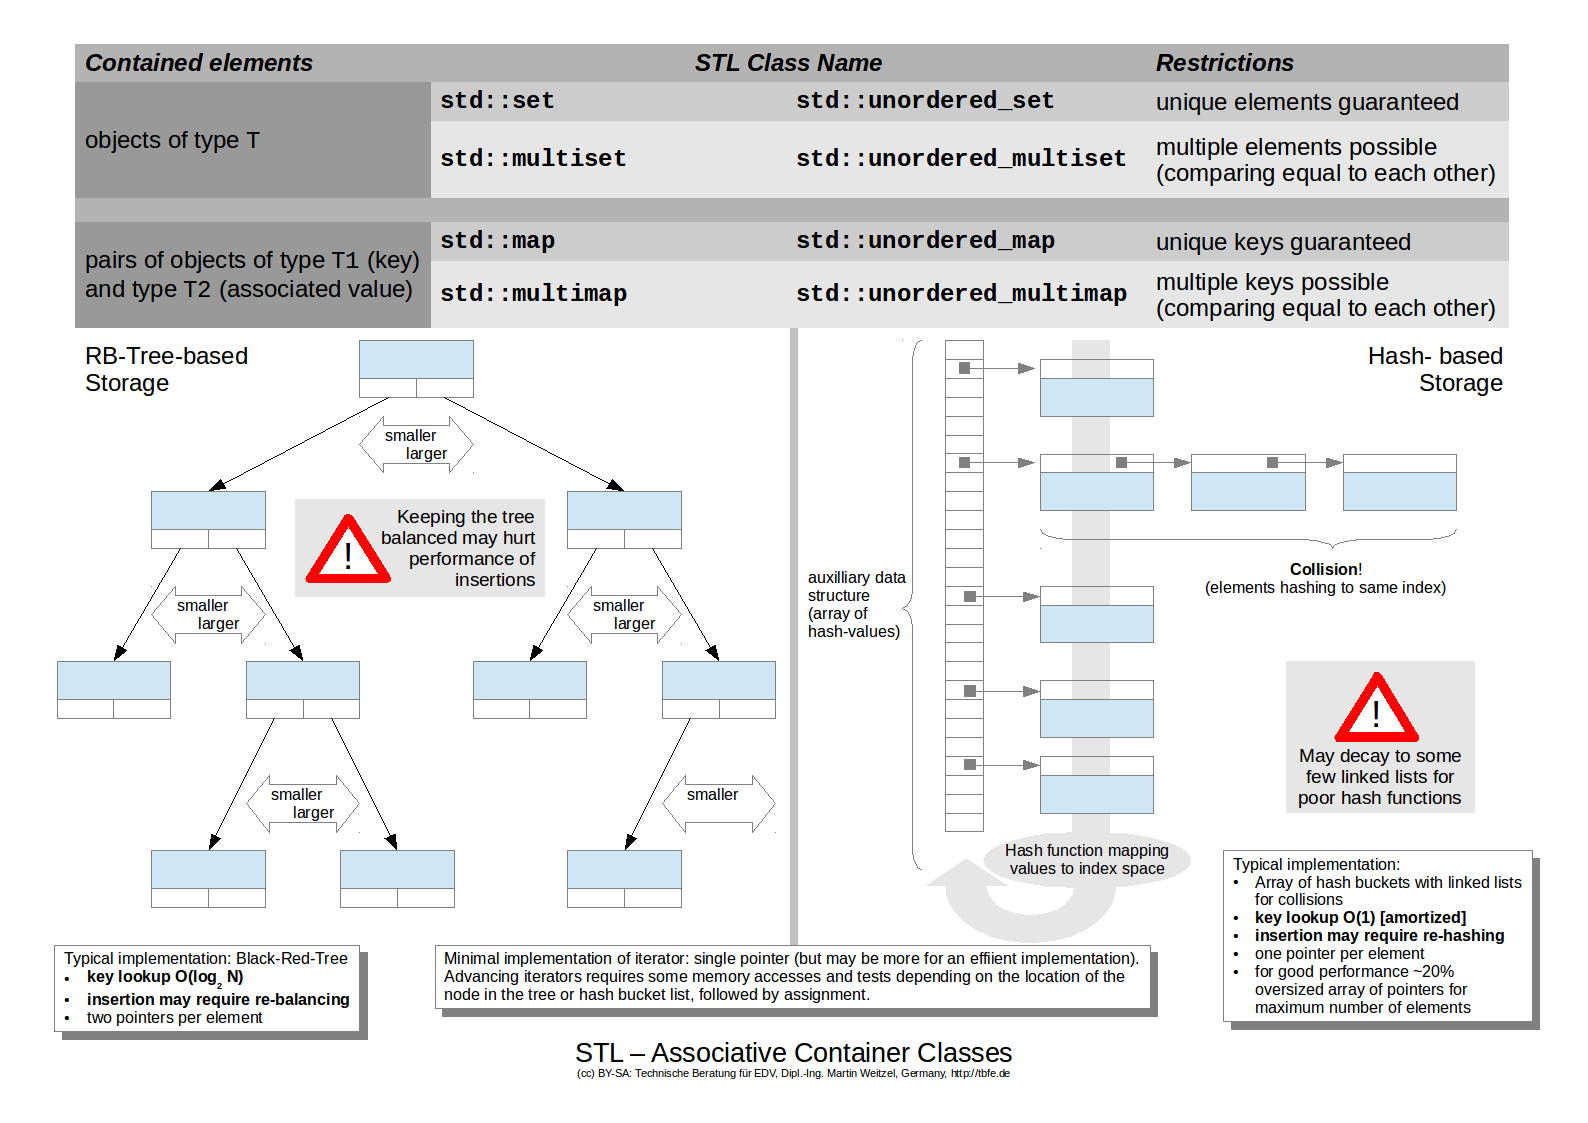 Contained elements STL Class Name Restrictions
objects of type T
std::set std::unordered_set unique elements guaranteed
std::multiset std::unordered_multiset multiple elements possible
(comparing equal to each other)
pairs of objects of type T1 (key)
and type T2 (associated value)
std::map std::unordered_map unique keys guaranteed
std::multimap std::unordered_multimap multiple keys possible
(comparing equal to each other)
RB-Tree-based
Storage
smaller
larger
Keeping the tree
balanced may hurt
performance of
insertions
!
smaller
larger
smaller
larger
smaller
larger
smaller
Hash- based
Storage
auxilliary data
structure
(array of
hash-values)
Collision!
(elements hashing to same index)
!
May decay to some
few linked lists for
poor hash functions
Hash function mapping
values to index space
Typical implementation: Black-Red-Tree
• key lookup O(log2 N)
• insertion may require re-balancing
• two pointers per element
Minimal implementation of iterator: single pointer (but may be more for an effiient implementation).
Advancing iterators requires some memory accesses and tests depending on the location of the
node in the tree or hash bucket list, followed by assignment.
Typical implementation:
• Array of hash buckets with linked lists
for collisions
• key lookup O(1) [amortized]
• insertion may require re-hashing
• one pointer per element
• for good performance ~20%
oversized array of pointers for
maximum number of elements
STL – Associative Container Classes
(cc) BY-SA: Technische Beratung für EDV, Dipl.-Ing. Martin Weitzel, Germany, http://tbfe.de